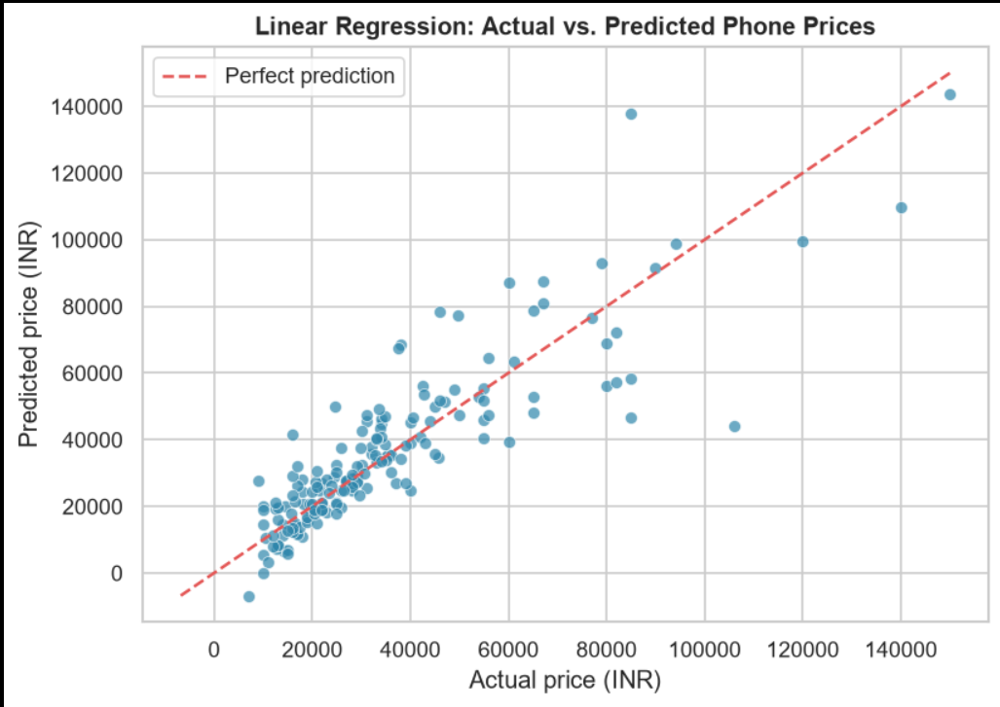 Linear Regression: Actual vs. Predicted Phone Prices
Perfect prediction
Predicted price (INR)
140000
120000
100000
80000
60000
40000
20000
0
0 20000 40000 60000 80000 100000 120000 140000
Actual price (INR)